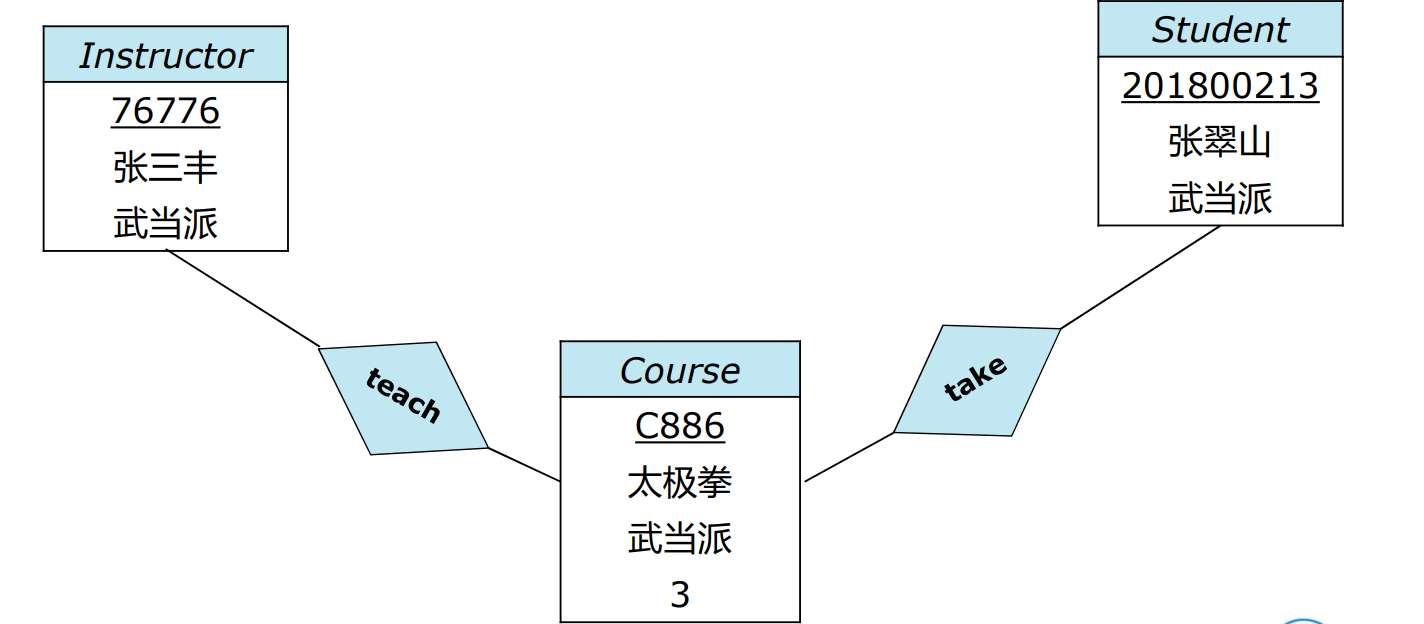 Instructor
76776
张三丰
武当派
teach
Course
C886
太极拳
武当派
3
take
Student
201800213
张翠山
武当派